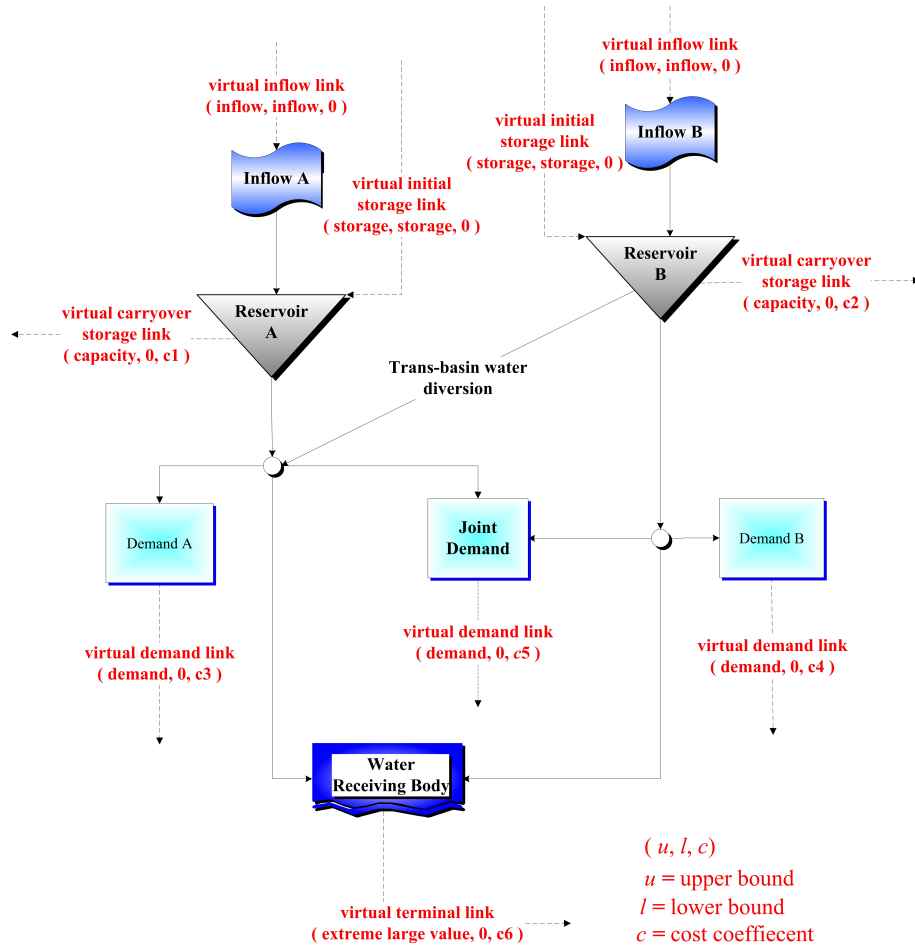 virtual inflow link
( inflow, inflow, 0 )
virtual inflow link
( inflow, inflow, 0 )
Inflow A
Inflow B
virtual initial
storage link
( storage, storage, 0 )
virtual initial
storage link
( storage, storage, 0 )
Reservoir
A
Reservoir
B
virtual carryover
storage link
( capacity, 0, c1 )
virtual carryover
storage link
( capacity, 0, c2 )
Trans-basin water
diversion
Demand A
Joint
Demand
Demand B
virtual demand link
( demand, 0, c3 )
virtual demand link
( demand, 0, c5 )
virtual demand link
( demand, 0, c4 )
Water
Receiving Body
virtual terminal link
( extreme large value, 0, c6 )
( u, l, c)
u = upper bound
l = lower bound
c = cost coeffiecent